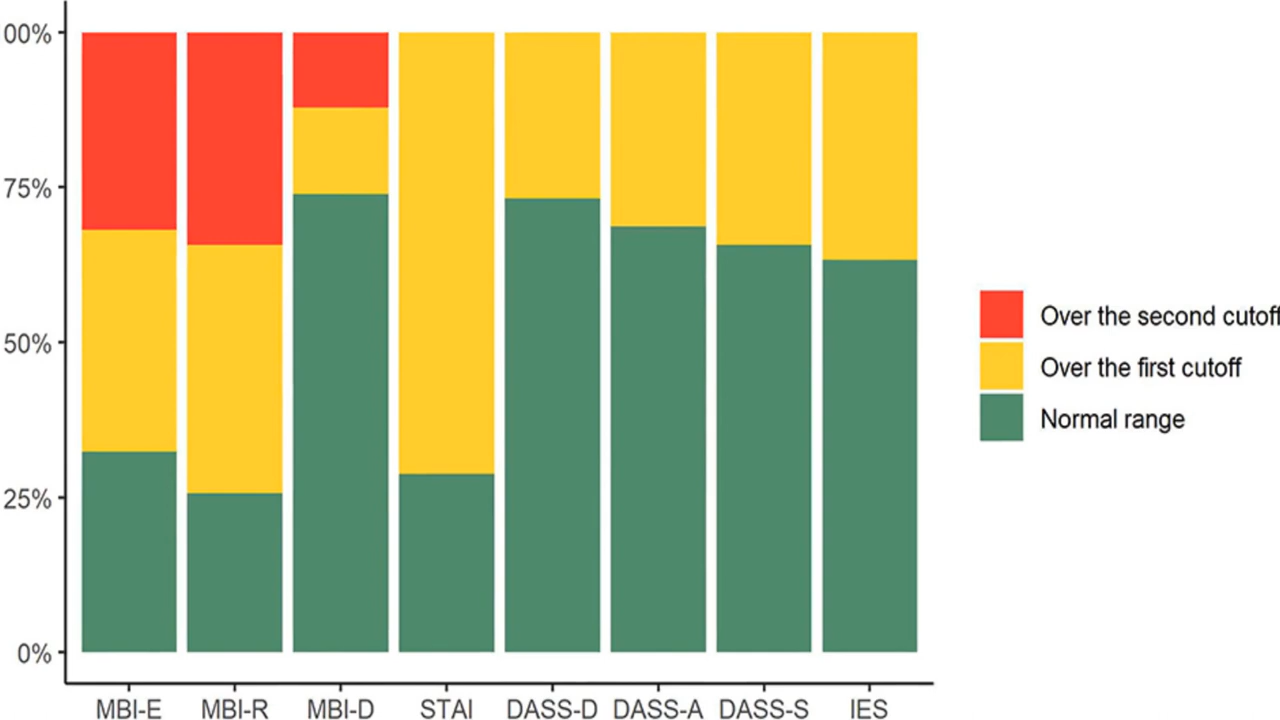 00%
75%
50%
25%
0%
MBI-E MBI-R MBI-D STAI DASS-D DASS-A DASS-S IES
Over the second cutoff
Over the first cutoff
Normal range